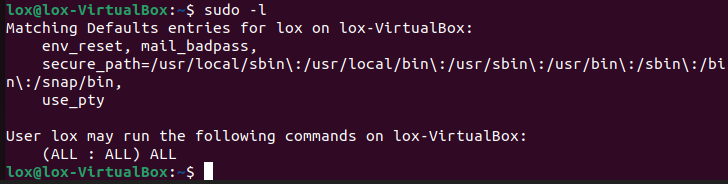 lox@lox-VirtualBox:~$ sudo -l
Matching Defaults entries for lox on lox-VirtualBox:
    env_reset, mail_badpass,
    secure_path=/usr/local/sbin\:/usr/local/bin\:/usr/sbin\:/usr/bin\:/sbin\:/bi
n\:/snap/bin,
    use_pty

User lox may run the following commands on lox-VirtualBox:
    (ALL : ALL) ALL
lox@lox-VirtualBox:~$